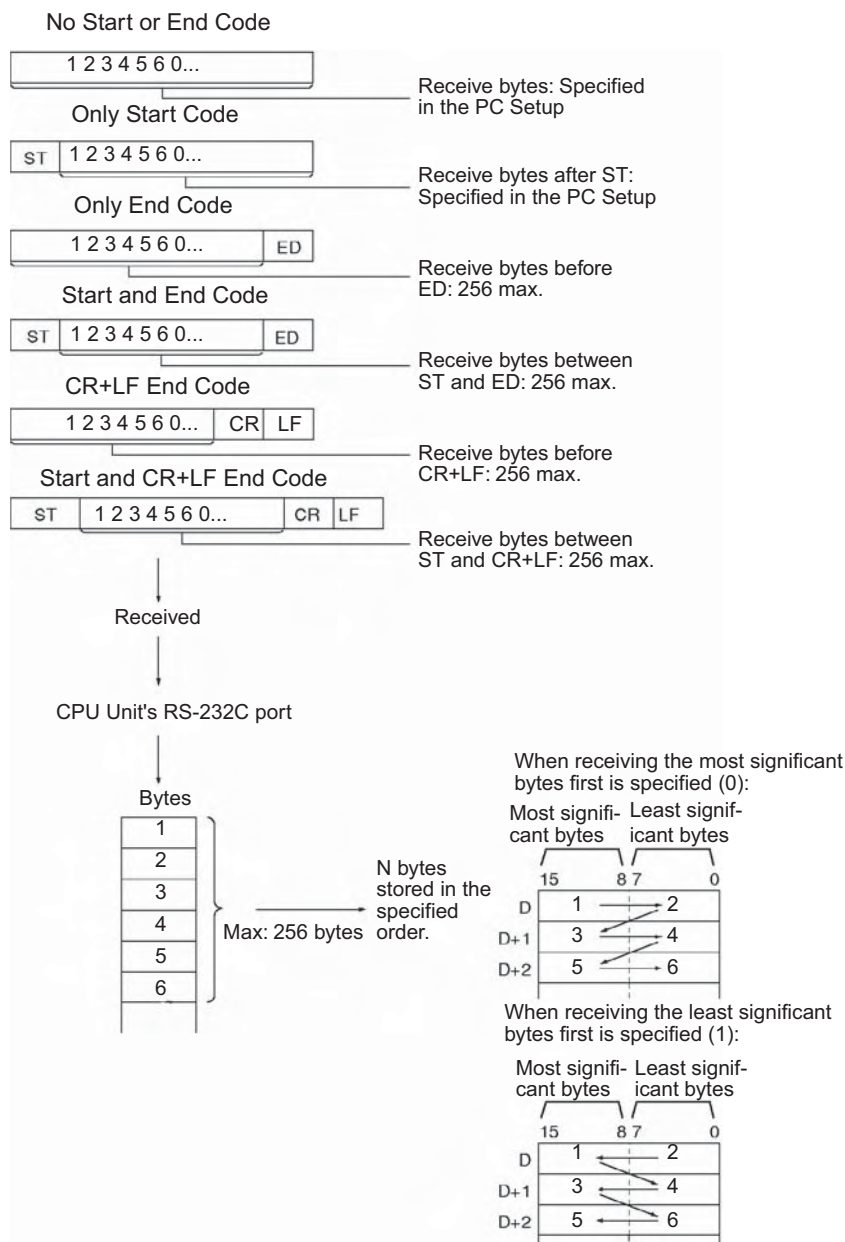 No Start or End Code
1 2 3 4 5 6 0...
Receive bytes: Specified
in the PC Setup
Only Start Code
ST 1 2 3 4 5 6 0...
Receive bytes after ST:
Specified in the PC Setup
Only End Code
1 2 3 4 5 6 0... ED
Receive bytes before
ED: 256 max.
Start and End Code
ST 1 2 3 4 5 6 0... ED
Receive bytes between
ST and ED: 256 max.
CR+LF End Code
1 2 3 4 5 6 0... CR LF
Receive bytes before
CR+LF: 256 max.
Start and CR+LF End Code
ST 1 2 3 4 5 6 0... CR LF
Receive bytes between
ST and CR+LF: 256 max.
Received
CPU Unit's RS-232C port
Bytes
1
2
3
4
5
6
Max: 256 bytes
N bytes
stored in the
specified
order.
When receiving the most significant
bytes first is specified (0):
Most signifi- Least signif-
cant bytes icant bytes
15 8 7 0
D 1 2
D+1 3 4
D+2 5 6
When receiving the least significant
bytes first is specified (1):
Most signifi- Least signif-
cant bytes icant bytes
15 8 7 0
D 1 2
D+1 3 4
D+2 5 6